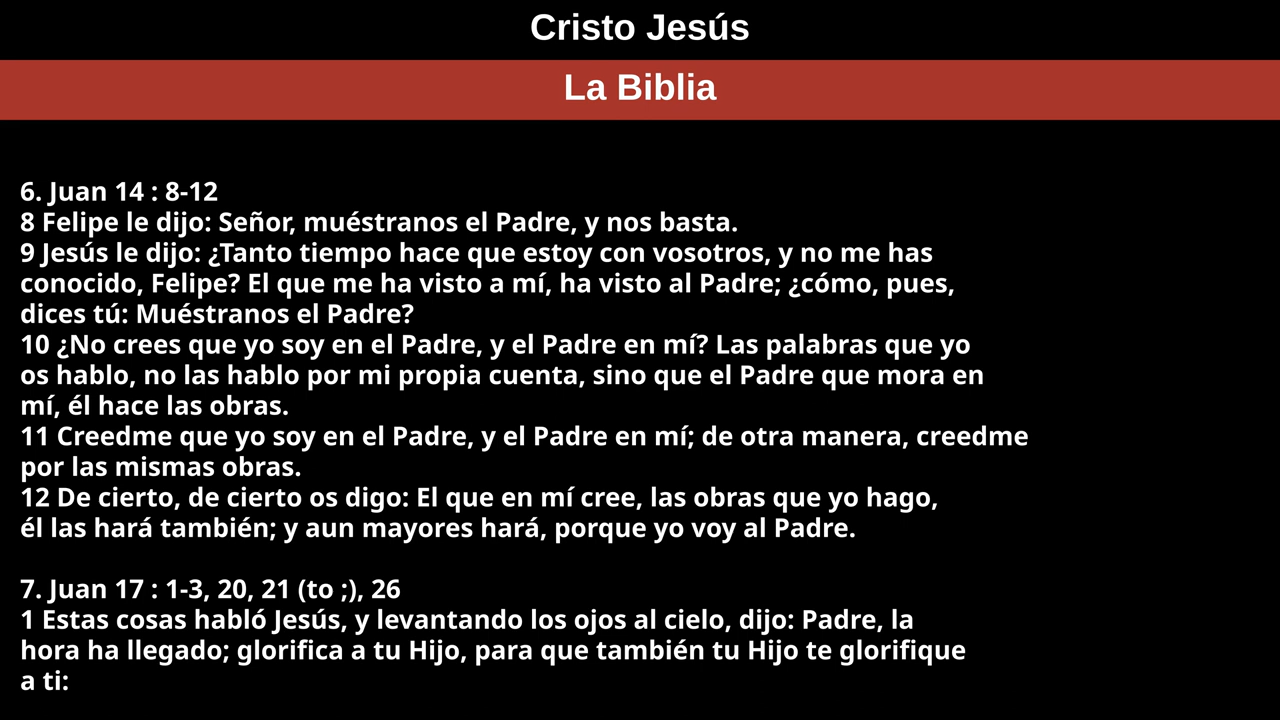 Cristo Jesús
La Biblia
6. Juan 14 : 8-12
8 Felipe le dijo: Señor, muéstranos el Padre, y nos basta.
9 Jesús le dijo: ¿Tanto tiempo hace que estoy con vosotros, y no me has
conocido, Felipe? El que me ha visto a mí, ha visto al Padre; ¿cómo, pues,
dices tú: Muéstranos el Padre?
10 ¿No crees que yo soy en el Padre, y el Padre en mí? Las palabras que yo
os hablo, no las hablo por mi propia cuenta, sino que el Padre que mora en
mí, él hace las obras.
11 Creedme que yo soy en el Padre, y el Padre en mí; de otra manera, creedme
por las mismas obras.
12 De cierto, de cierto os digo: El que en mí cree, las obras que yo hago,
él las hará también; y aun mayores hará, porque yo voy al Padre.
7. Juan 17 : 1-3, 20, 21 (to ;), 26
1 Estas cosas habló Jesús, y levantando los ojos al cielo, dijo: Padre, la
hora ha llegado; glorifica a tu Hijo, para que también tu Hijo te glorifique
a ti: